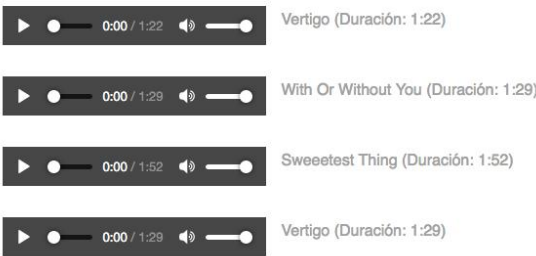 0:00 / 1:22 Vertigo (Duración: 1:22)
0:00 / 1:29 With Or Without You (Duración: 1:29)
0:00 / 1:52 Sweeetest Thing (Duración: 1:52)
0:00 / 1:29 Vertigo (Duración: 1:29)